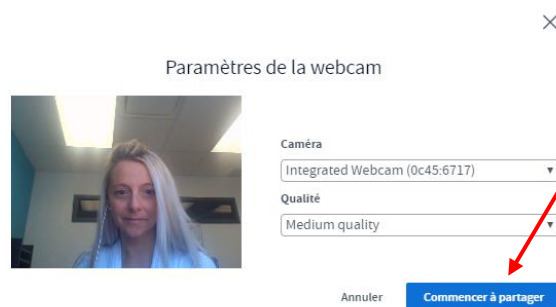 Paramètres de la webcam
Caméra
Integrated Webcam (0c45:6717)
Qualité
Medium quality
Annuler
Commencer à partager